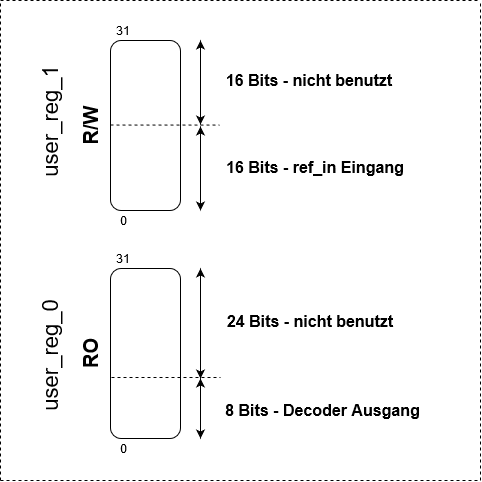 31
user_reg_1
R/W
16 Bits - nicht benutzt
16 Bits - ref_in Eingang
0
31
user_reg_0
RO
24 Bits - nicht benutzt
8 Bits - Decoder Ausgang
0